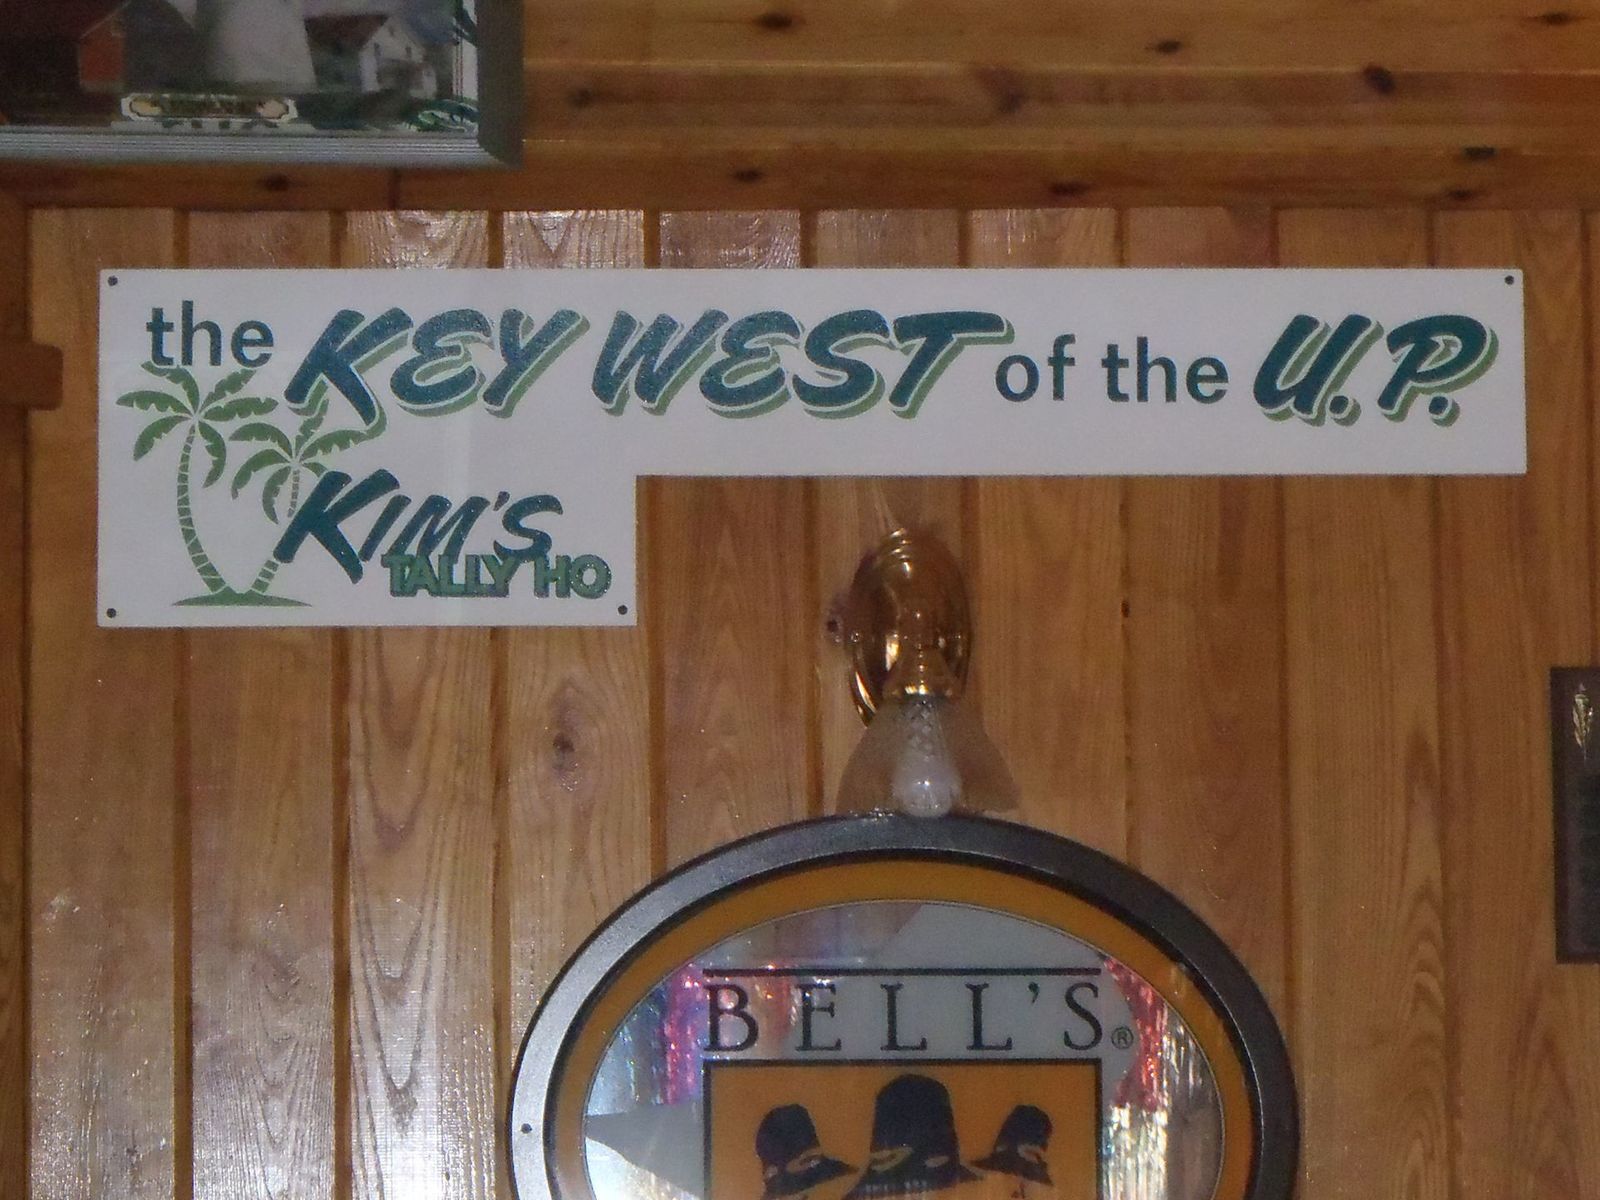 the KEY WEST of the U.P.
KIM'S
TALLY HO
BELL'S®